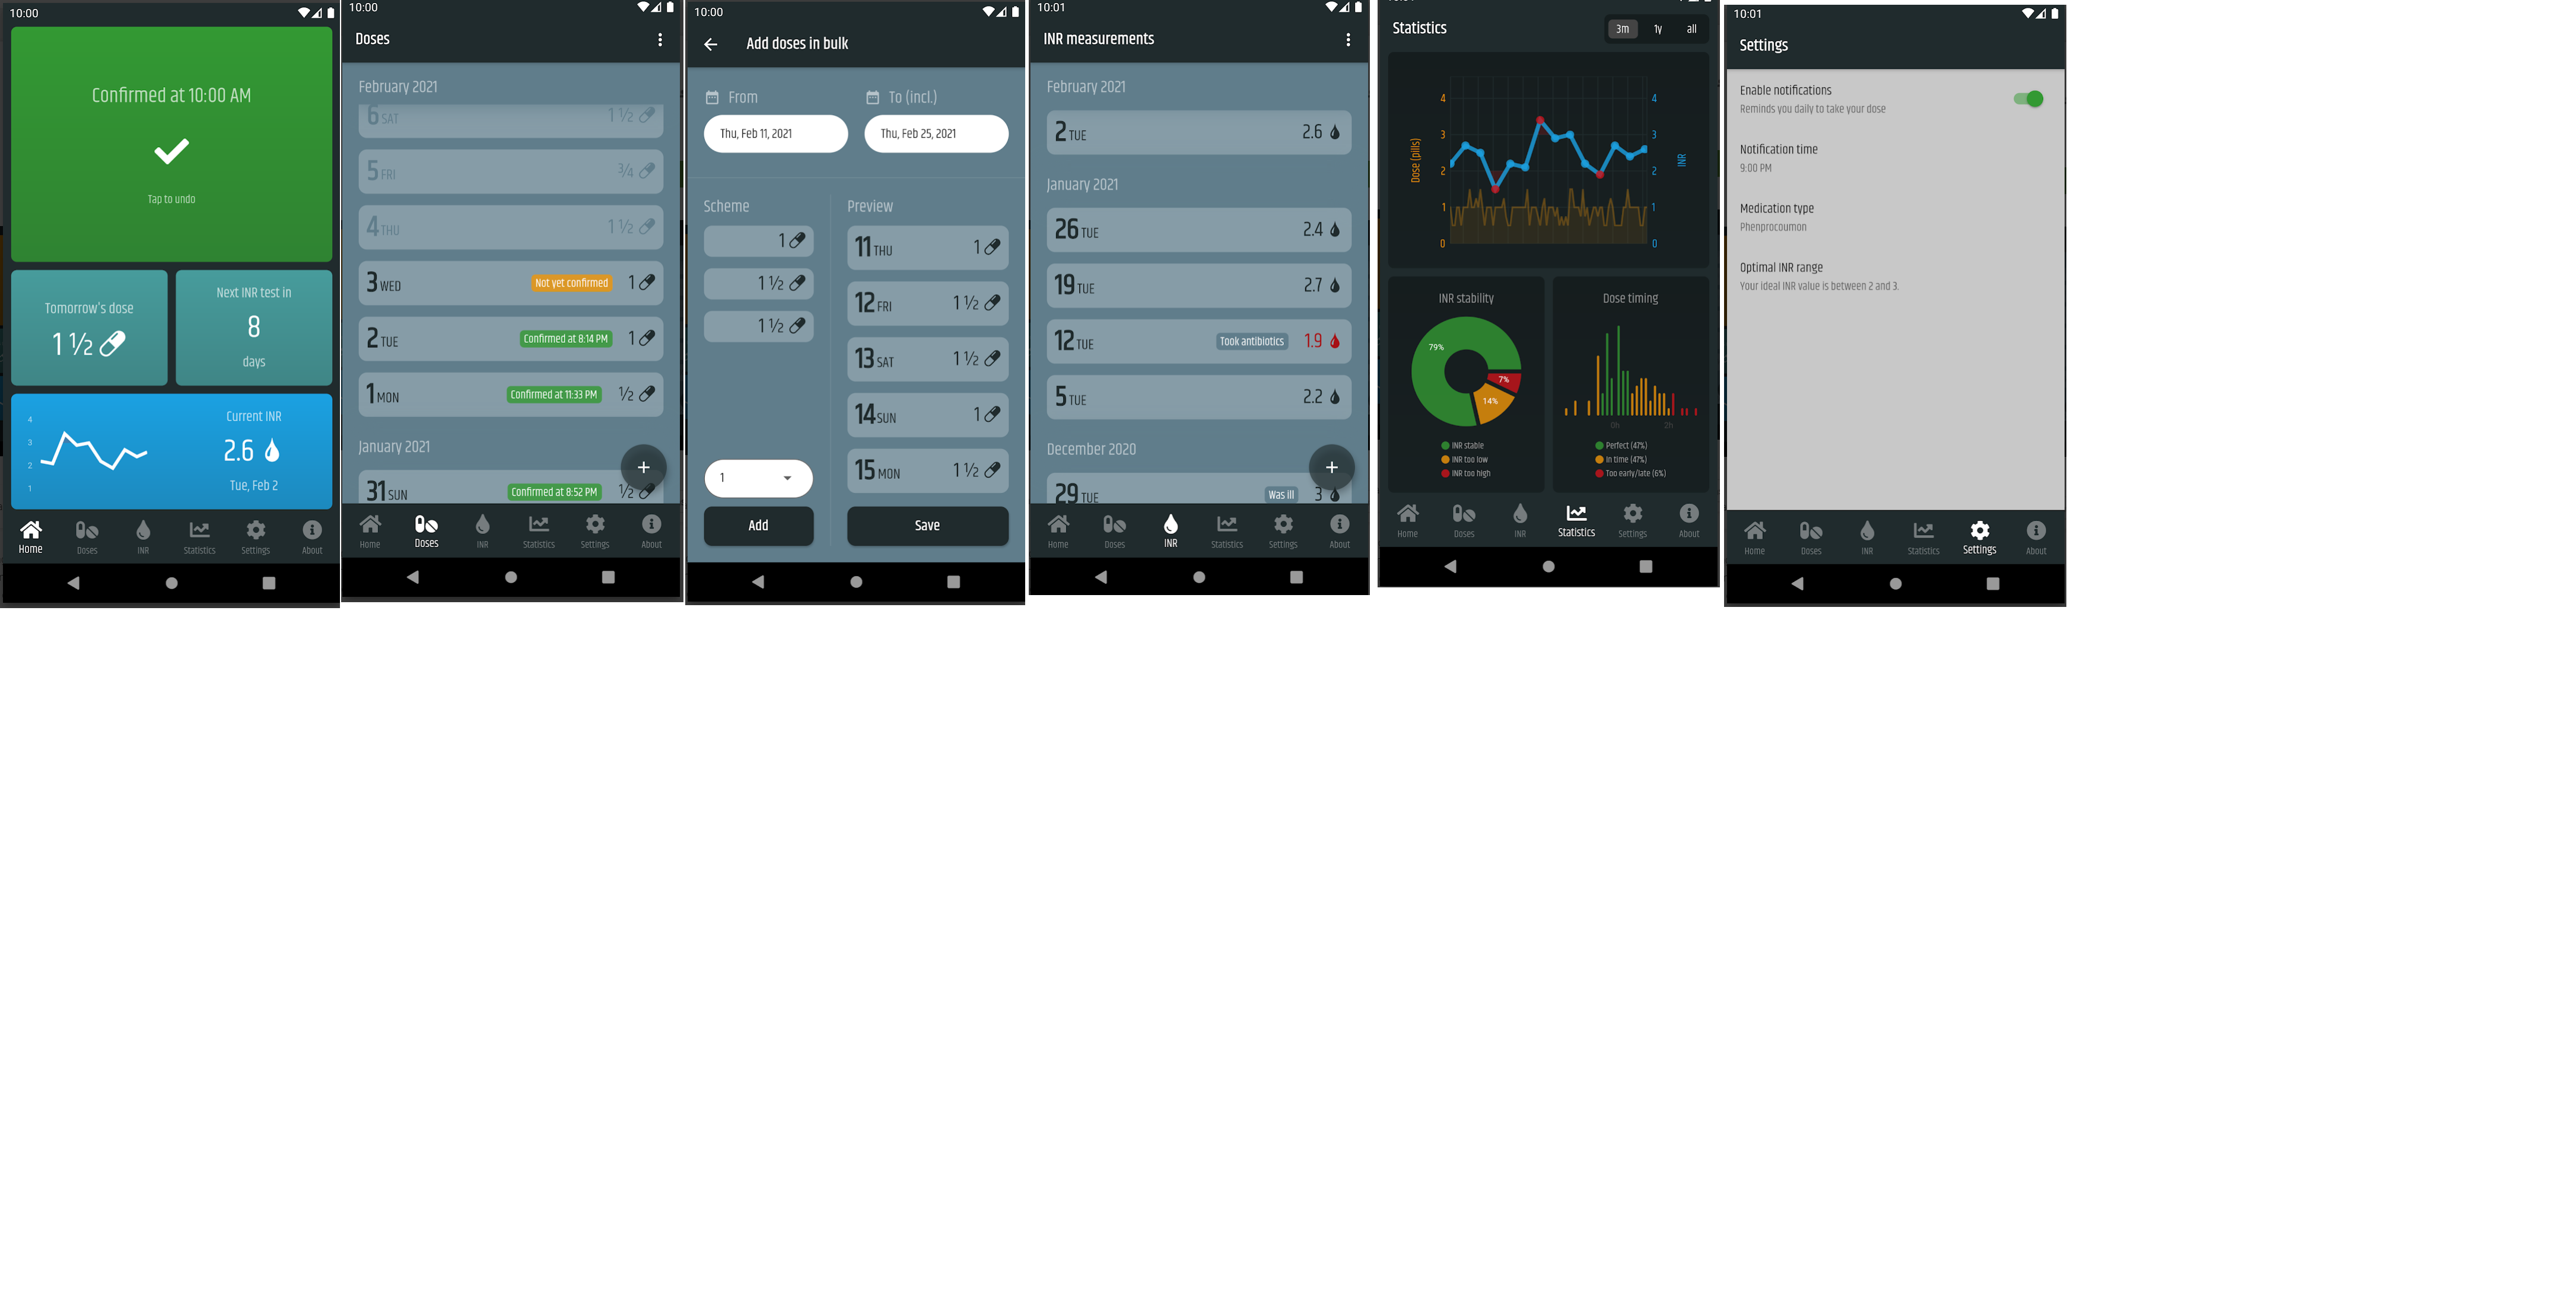 10:00
Confirmed at 10:00 AM
Tap to undo
Tomorrow's dose
1 ½
Next INR test in
8
days
4
3
2
1
Current INR
2.6
Tue, Feb 2
Home
Doses
INR
Statistics
Settings
About
10:00
Doses
February 2021
6 SAT 1 ½
5 FRI ¾
4 THU 1 ½
3 WED Not yet confirmed 1
2 TUE Confirmed at 8:14 PM 1
1 MON Confirmed at 11:33 PM ½
January 2021
31 SUN Confirmed at 8:52 PM ½
+
Home
Doses
INR
Statistics
Settings
About
10:00
Add doses in bulk
From
To (incl.)
Thu, Feb 11, 2021
Thu, Feb 25, 2021
Scheme
1
1 ½
1 ½
1
Add
Preview
11 THU 1
12 FRI 1 ½
13 SAT 1 ½
14 SUN 1
15 MON 1 ½
Save
10:01
INR measurements
February 2021
2 TUE 2.6
January 2021
26 TUE 2.4
19 TUE 2.7
12 TUE Took antibiotics 1.9
5 TUE 2.2
December 2020
29 TUE Was ill 3
+
Home
Doses
INR
Statistics
Settings
About
Statistics
3m
1y
all
Dose (pills)
4
3
2
1
0
4
3
2
1
0
INR
INR stability
79%
7%
14%
INR stable
INR too low
INR too high
Dose timing
0h
2h
Perfect (47%)
In time (47%)
Too early/late (6%)
Home
Doses
INR
Statistics
Settings
About
10:01
Settings
Enable notifications
Reminds you daily to take your dose
Notification time
9:00 PM
Medication type
Phenprocoumon
Optimal INR range
Your ideal INR value is between 2 and 3.
Home
Doses
INR
Statistics
Settings
About